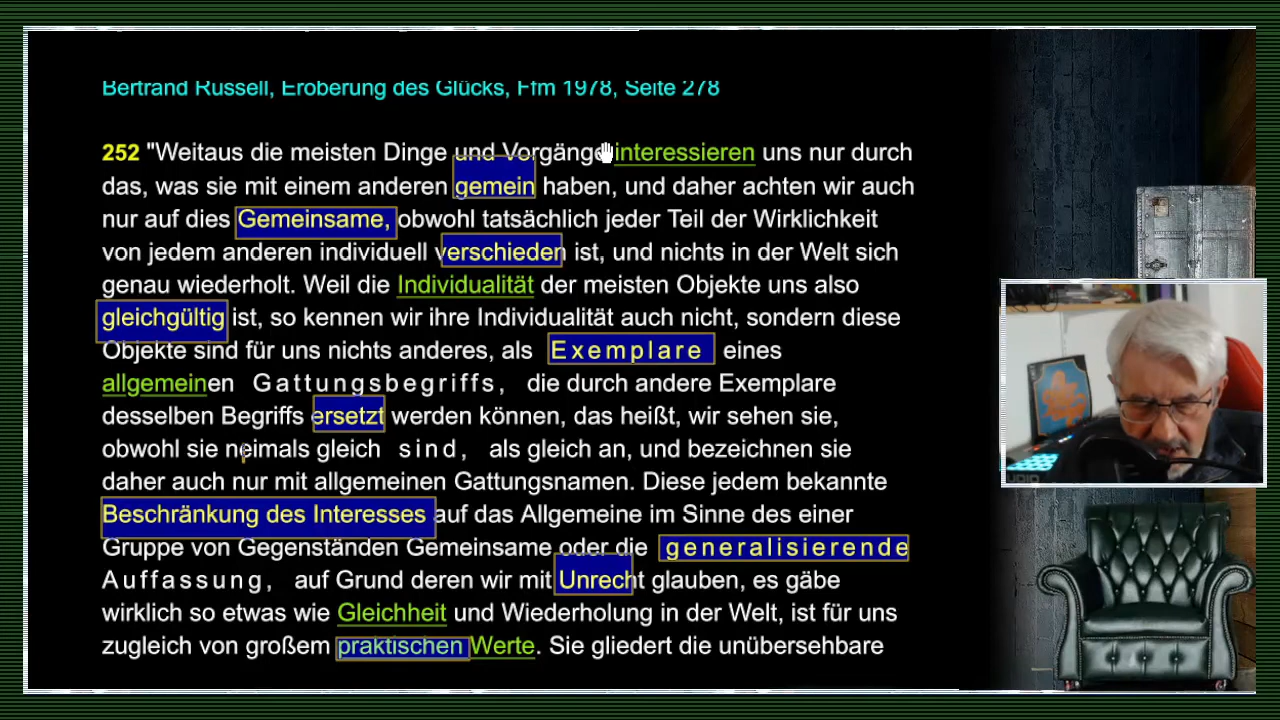 Bertrand Russell, Eroberung des Glücks, Ffm 1978, Seite 278
252 "Weitaus die meisten Dinge und Vorgänge interessieren uns nur durch
das, was sie mit einem anderen gemein haben, und daher achten wir auch
nur auf dies Gemeinsame, obwohl tatsächlich jeder Teil der Wirklichkeit
von jedem anderen individuell verschieden ist, und nichts in der Welt sich
genau wiederholt. Weil die Individualität der meisten Objekte uns also
gleichgültig ist, so kennen wir ihre Individualität auch nicht, sondern diese
Objekte sind für uns nichts anderes, als Exemplare eines
allgemeinen Gattungsbegriffs, die durch andere Exemplare
desselben Begriffs ersetzt werden können, das heißt, wir sehen sie,
obwohl sie neimals gleich sind, als gleich an, und bezeichnen sie
daher auch nur mit allgemeinen Gattungsnamen. Diese jedem bekannte
Beschränkung des Interesses auf das Allgemeine im Sinne des einer
Gruppe von Gegenständen Gemeinsame oder die generalisierende
Auffassung, auf Grund deren wir mit Unrecht glauben, es gäbe
wirklich so etwas wie Gleichheit und Wiederholung in der Welt, ist für uns
zugleich von großem praktischen Werte. Sie gliedert die unübersehbare